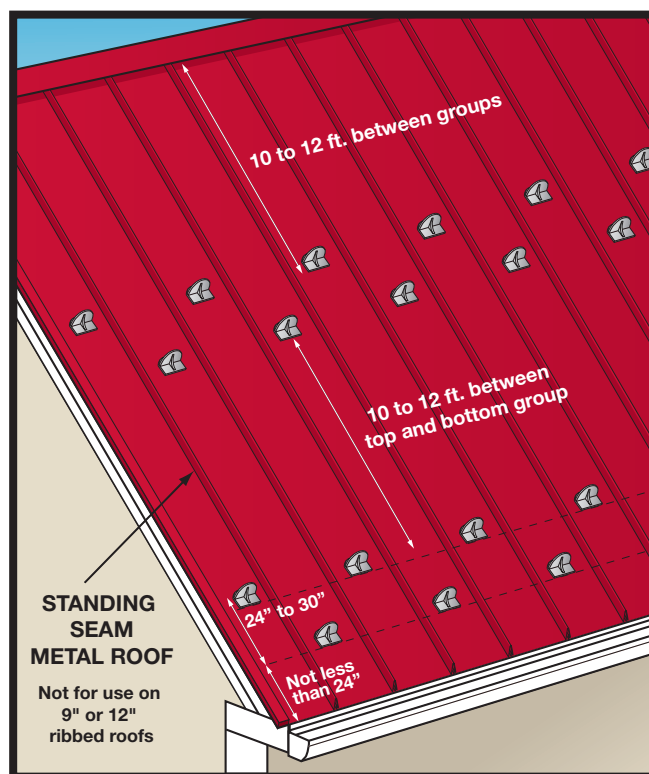 10 to 12 ft. between groups
10 to 12 ft. between
top and bottom group
24” to 30”
Not less
than 24”
STANDING
SEAM
METAL ROOF
Not for use on
9" or 12"
ribbed roofs